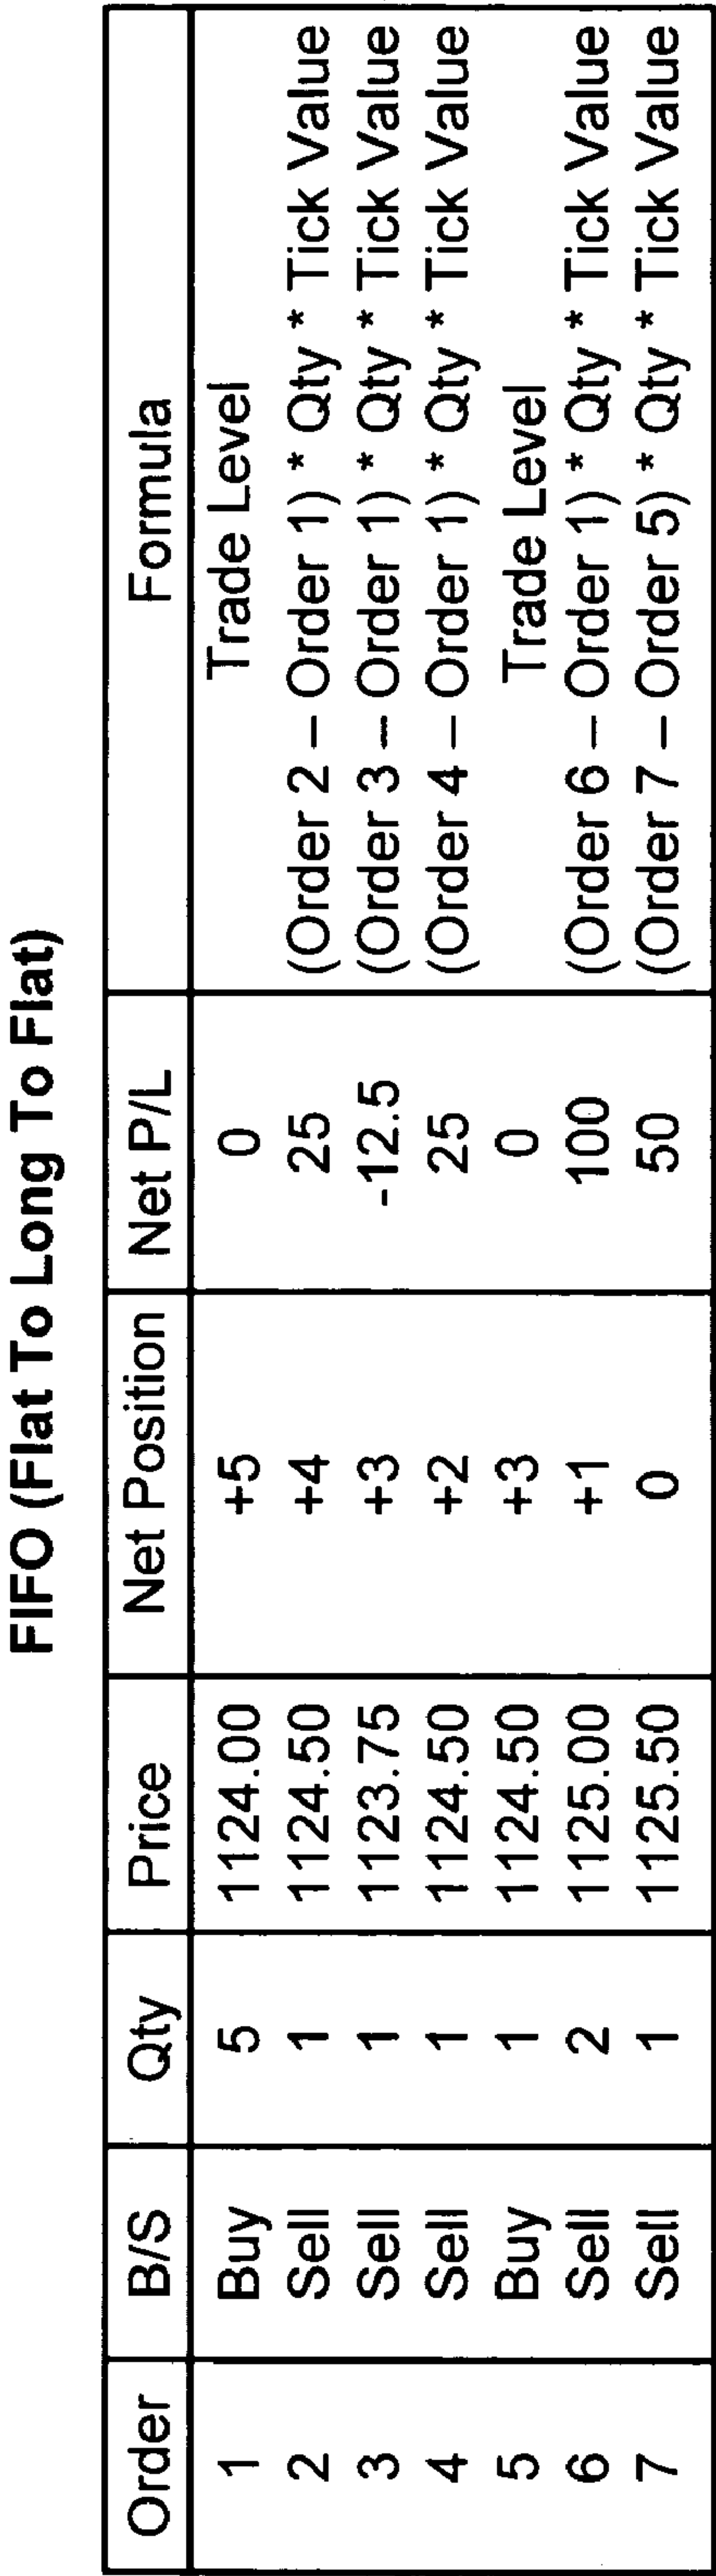 FIFO (Flat To Long To Flat)
Order B/S Qty Price Net Position Net P/L Formula
1 Buy 5 1124.00 +5 0 Trade Level
2 Sell 1 1124.50 +4 25 (Order 2 – Order 1) * Qty * Tick Value
3 Sell 1 1123.75 +3 -12.5 (Order 3 – Order 1) * Qty * Tick Value
4 Sell 1 1124.50 +2 25 (Order 4 – Order 1) * Qty * Tick Value
5 Buy 1 1124.50 +3 0 Trade Level
6 Sell 2 1125.00 +1 100 (Order 6 – Order 1) * Qty * Tick Value
7 Sell 1 1125.50 0 50 (Order 7 – Order 5) * Qty * Tick Value